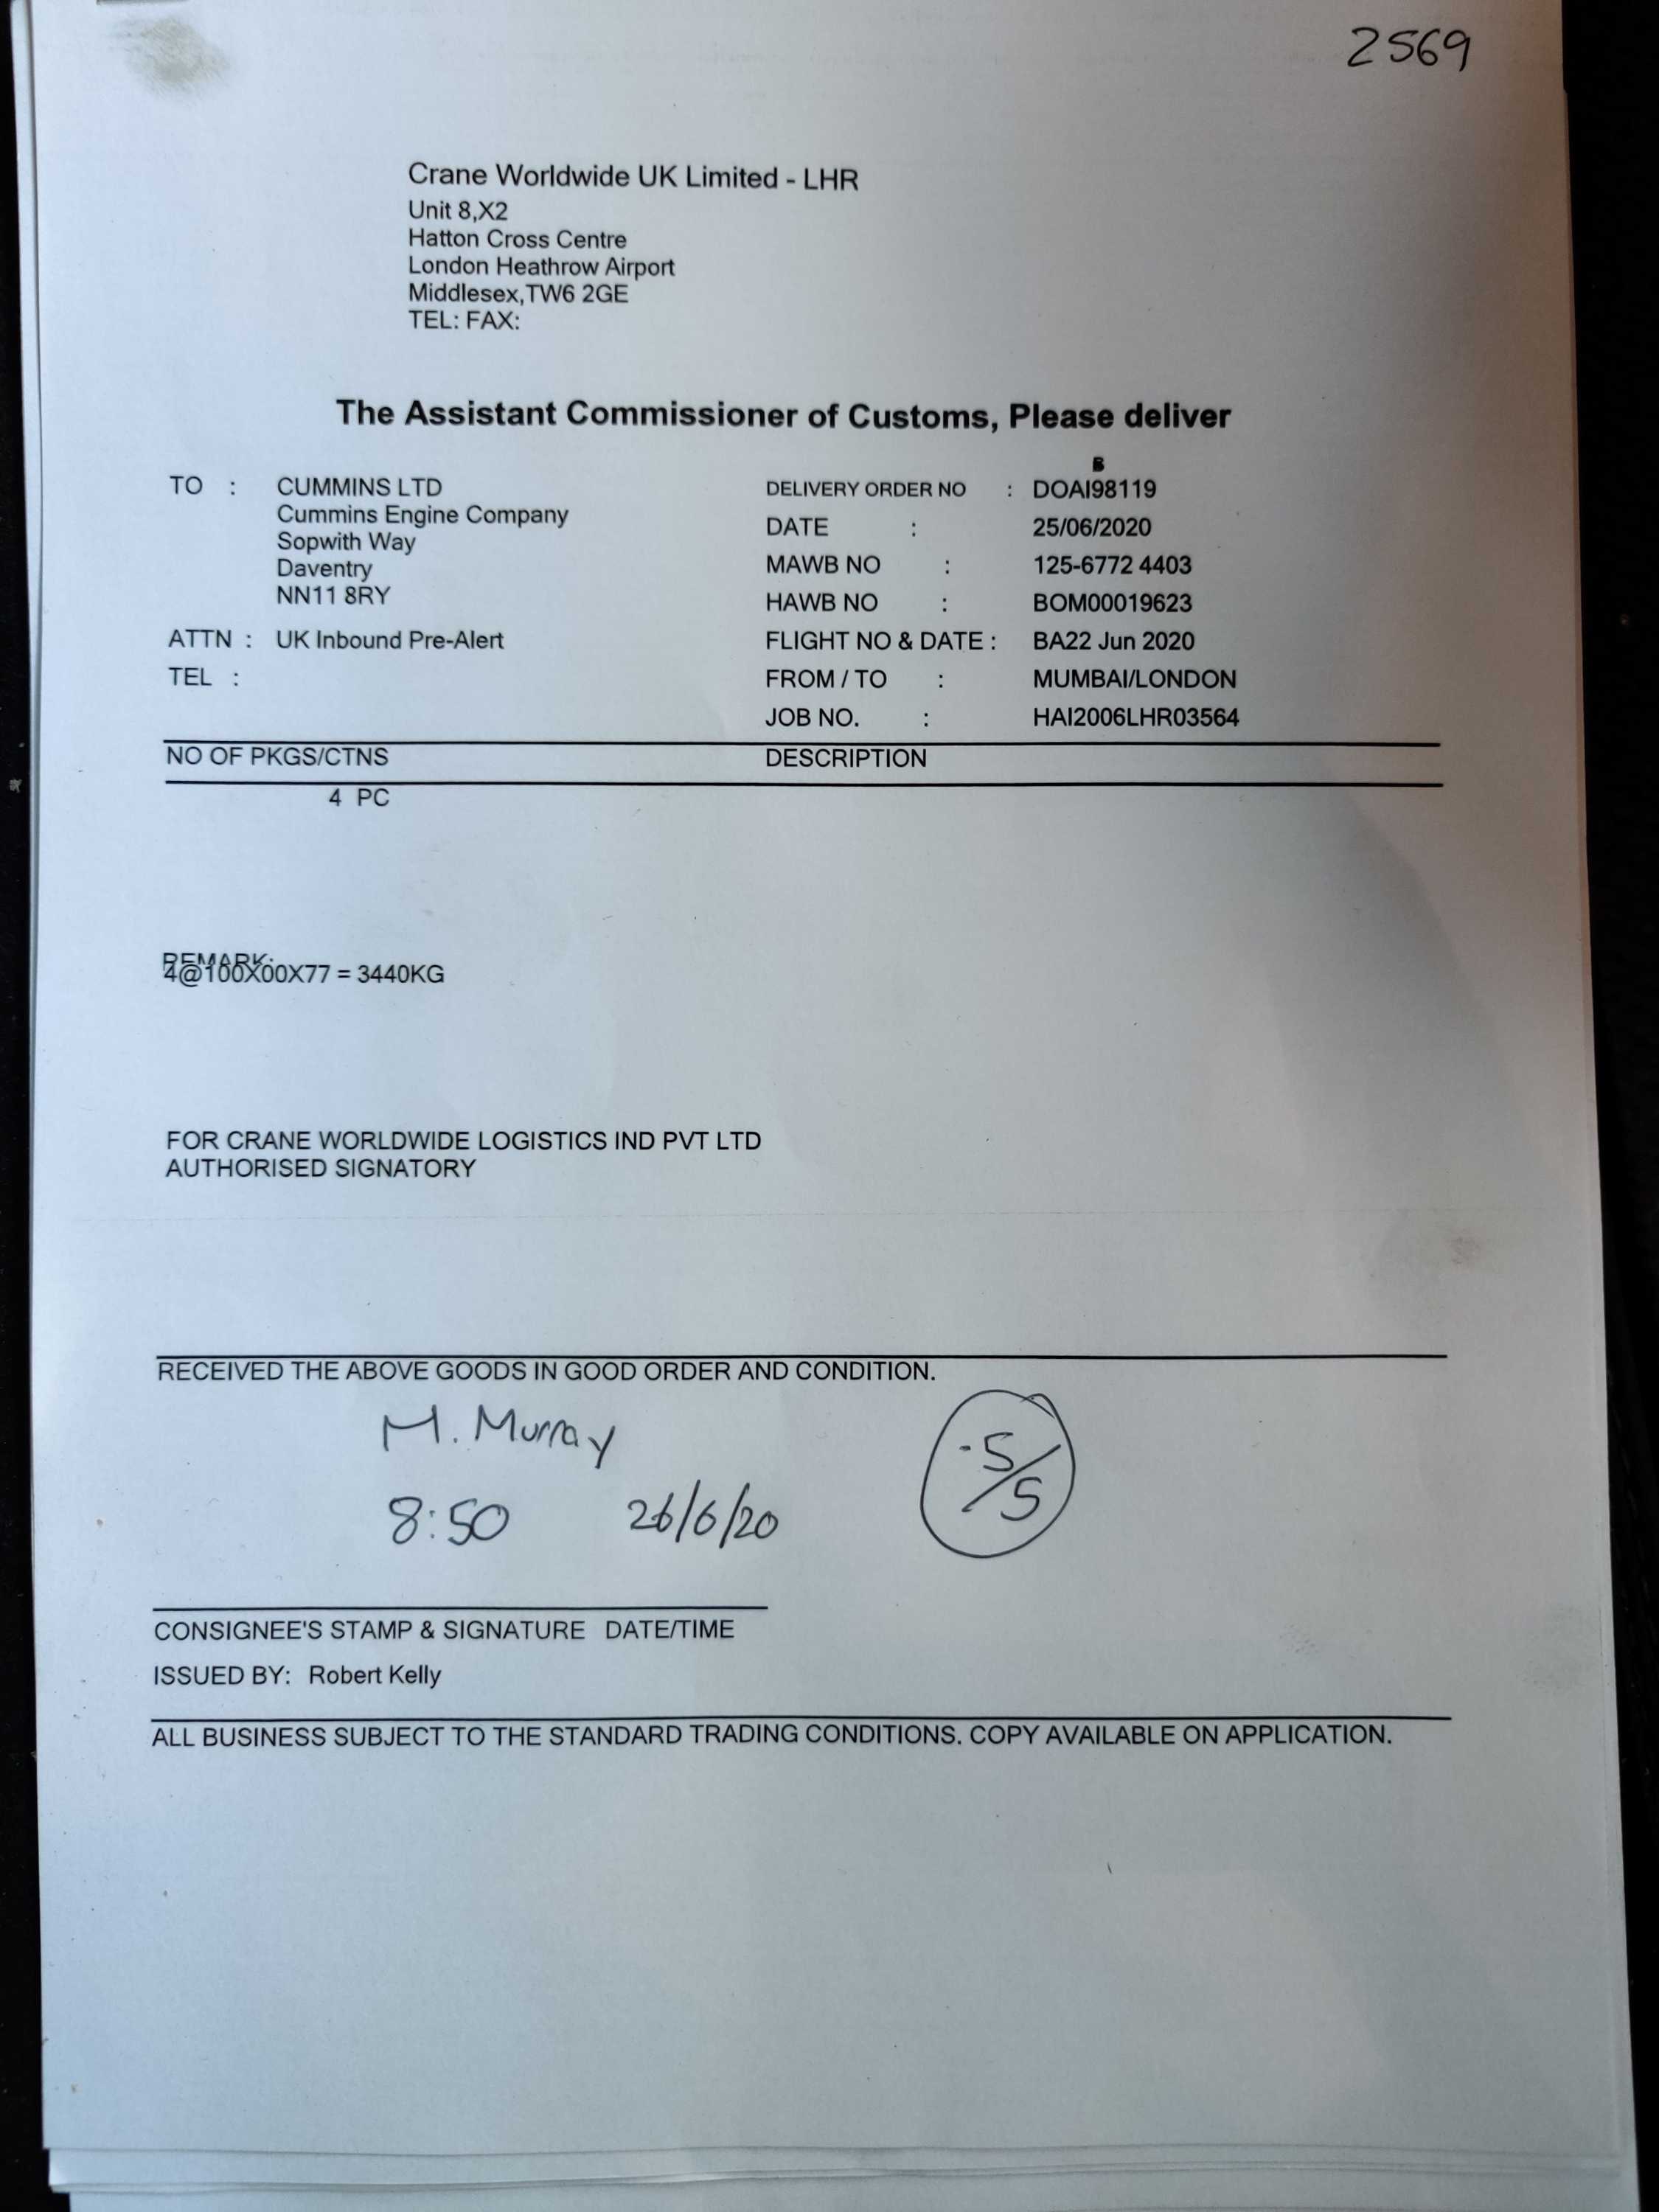 2569
Crane Worldwide UK Limited - LHR
Unit 8,X2
Hatton Cross Centre
London Heathrow Airport
Middlesex,TW6 2GE
TEL: FAX:
The Assistant Commissioner of Customs, Please deliver
B
TO : CUMMINS LTD DELIVERY ORDER NO : DOAI98119
Cummins Engine Company
Sopwith Way DATE : 25/06/2020
Daventry MAWB NO : 125-6772 4403
NN11 8RY HAWB NO : BOM00019623
ATTN : UK Inbound Pre-Alert FLIGHT NO & DATE : BA22 Jun 2020
TEL : FROM / TO : MUMBAI/LONDON
JOB NO. : HAI2006LHR03564
NO OF PKGS/CTNS DESCRIPTION
4 PC
REMARK:
4@100X00X77 = 3440KG
FOR CRANE WORLDWIDE LOGISTICS IND PVT LTD
AUTHORISED SIGNATORY
RECEIVED THE ABOVE GOODS IN GOOD ORDER AND CONDITION.
M. Murray
8:50 26/6/20
5/5
CONSIGNEE'S STAMP & SIGNATURE DATE/TIME
ISSUED BY: Robert Kelly
ALL BUSINESS SUBJECT TO THE STANDARD TRADING CONDITIONS. COPY AVAILABLE ON APPLICATION.